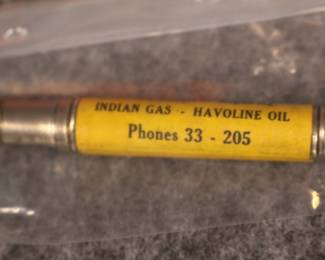 INDIAN GAS - HAVOLINE OIL
Phones 33 - 205